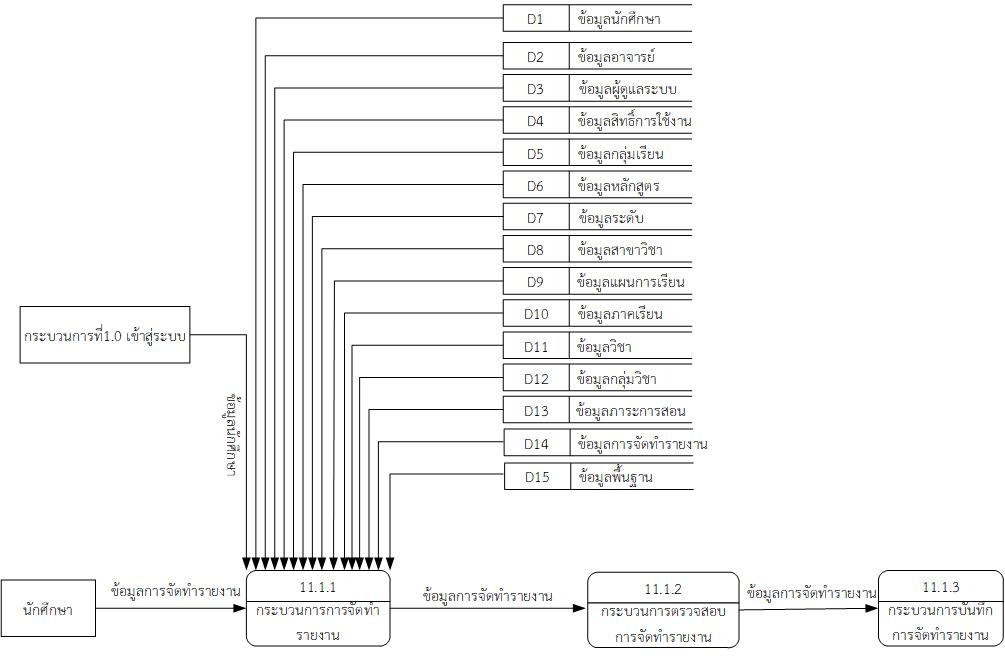 D1 ข้อมูลนักศึกษา
D2 ข้อมูลอาจารย์
D3 ข้อมูลผู้ดูแลระบบ
D4 ข้อมูลสิทธิ์การใช้งาน
D5 ข้อมูลกลุ่มเรียน
D6 ข้อมูลหลักสูตร
D7 ข้อมูลระดับ
D8 ข้อมูลสาขาวิชา
D9 ข้อมูลแผนการเรียน
D10 ข้อมูลภาคเรียน
กระบวนการที่1.0 เข้าสู่ระบบ
D11 ข้อมูลวิชา
D12 ข้อมูลกลุ่มวิชา
D13 ข้อมูลภาระการสอน
D14 ข้อมูลการจัดทำรายงาน
D15 ข้อมูลพื้นฐาน
ข้อมูลนักศึกษา
นักศึกษา
ข้อมูลการจัดทำรายงาน
11.1.1
กระบวนการการจัดทำ
รายงาน
ข้อมูลการจัดทำรายงาน
11.1.2
กระบวนการตรวจสอบ
การจัดทำรายงาน
ข้อมูลการจัดทำรายงาน
11.1.3
กระบวนการบันทึก
การจัดทำรายงาน